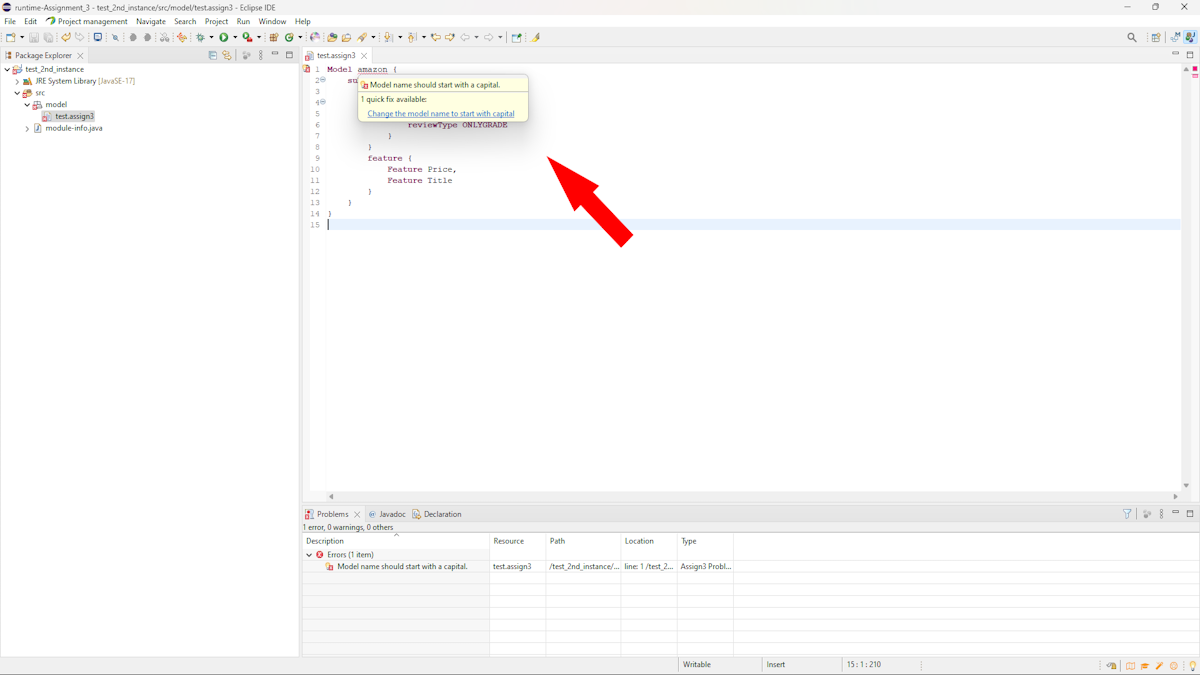 runtime-Assignment_3 - test_2nd_instance/src/model/test.assign3 - Eclipse IDE
File Edit Project management Navigate Search Project Run Window Help
Package Explorer
test_2nd_instance
JRE System Library [JavaSE-17]
src
model
test.assign3
module-info.java
test.assign3
1 Model amazon {
2 su
3
4
5
6 reviewType ONLYGRADE
7 }
8 }
9 feature {
10 Feature Price,
11 Feature Title
12 }
13 }
14 }
15
Model name should start with a capital.
1 quick fix available:
Change the model name to start with capital
Problems Javadoc Declaration
1 error, 0 warnings, 0 others
Description Resource Path Location Type
Errors (1 item)
Model name should start with a capital. test.assign3 /test_2nd_instance/... line: 1 /test_2... Assign3 Probl...
Writable Insert 15 : 1 : 210